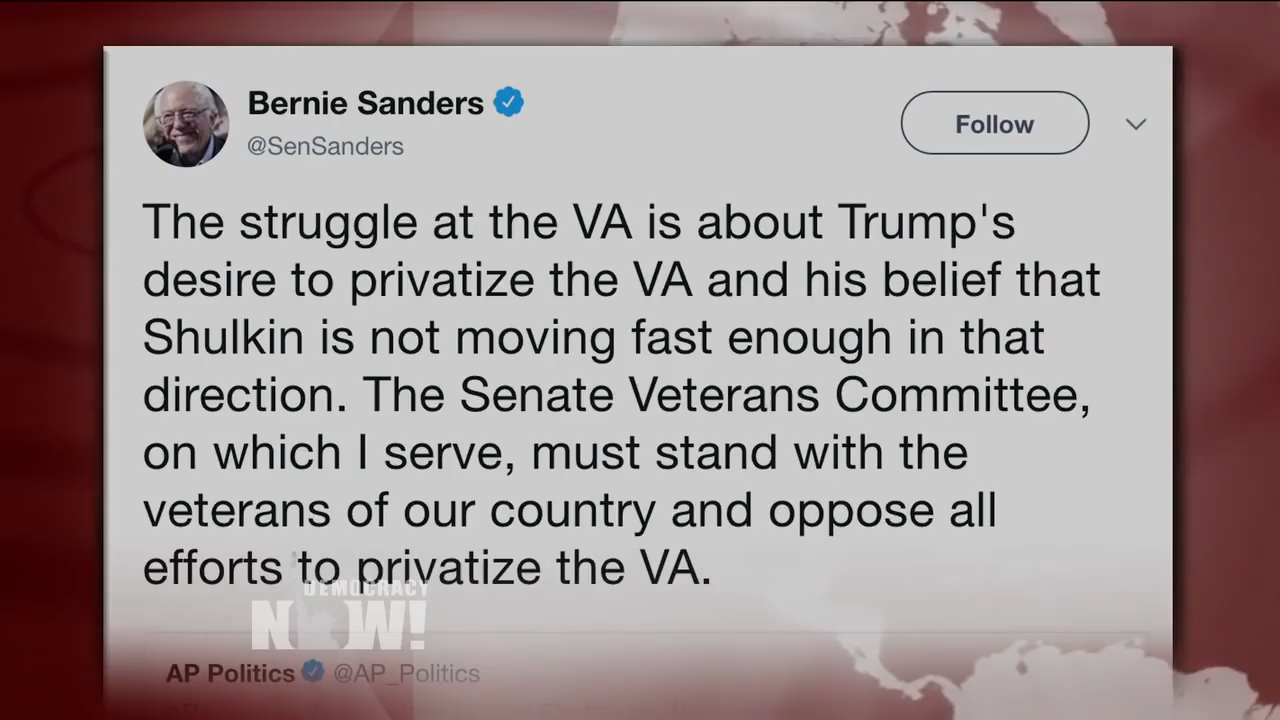 Bernie Sanders
@SenSanders
Follow
The struggle at the VA is about Trump's
desire to privatize the VA and his belief that
Shulkin is not moving fast enough in that
direction. The Senate Veterans Committee,
on which I serve, must stand with the
veterans of our country and oppose all
efforts to privatize the VA.
DEMOCRACY
NOW!
AP Politics @AP_Politics